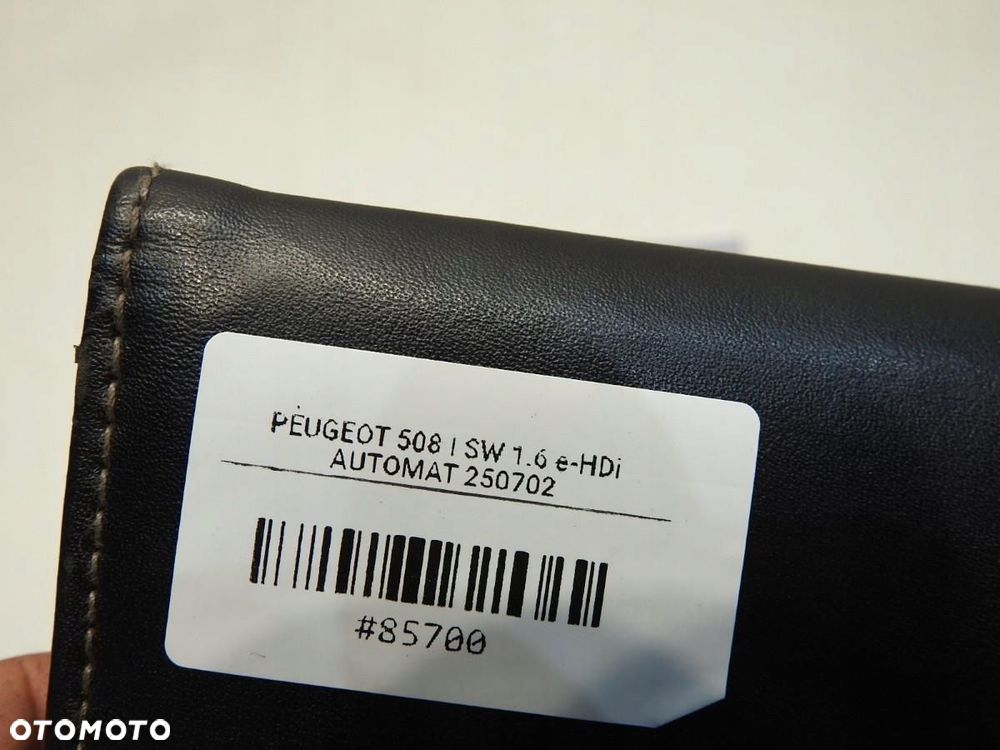 PEUGEOT 508 I SW 1.6 e-HDi
AUTOMAT 250702
#85700
OTOMOTO